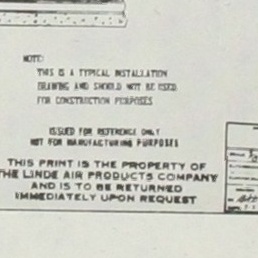 NOTE:
THIS IS A TYPICAL INSTALLATION
DRAWING AND SHOULD NOT BE USED
FOR CONSTRUCTION PURPOSES
ISSUED FOR REFERENCE ONLY
NOT FOR MANUFACTURING PURPOSES
THIS PRINT IS THE PROPERTY OF
THE LINDE AIR PRODUCTS COMPANY
AND IS TO BE RETURNED
IMMEDIATELY UPON REQUEST